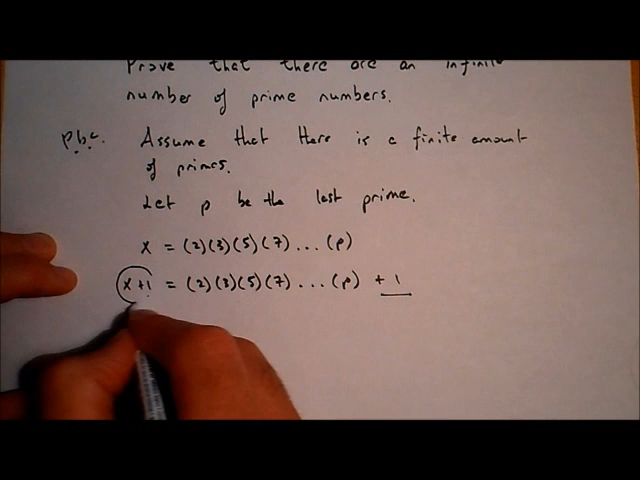 Prove that there are an infinite
number of prime numbers.
P.b.c. Assume that there is a finite amount
of primes.
Let p be the last prime.
x = (2)(3)(5)(7)...(p)
x+1 = (2)(3)(5)(7)...(p) + 1